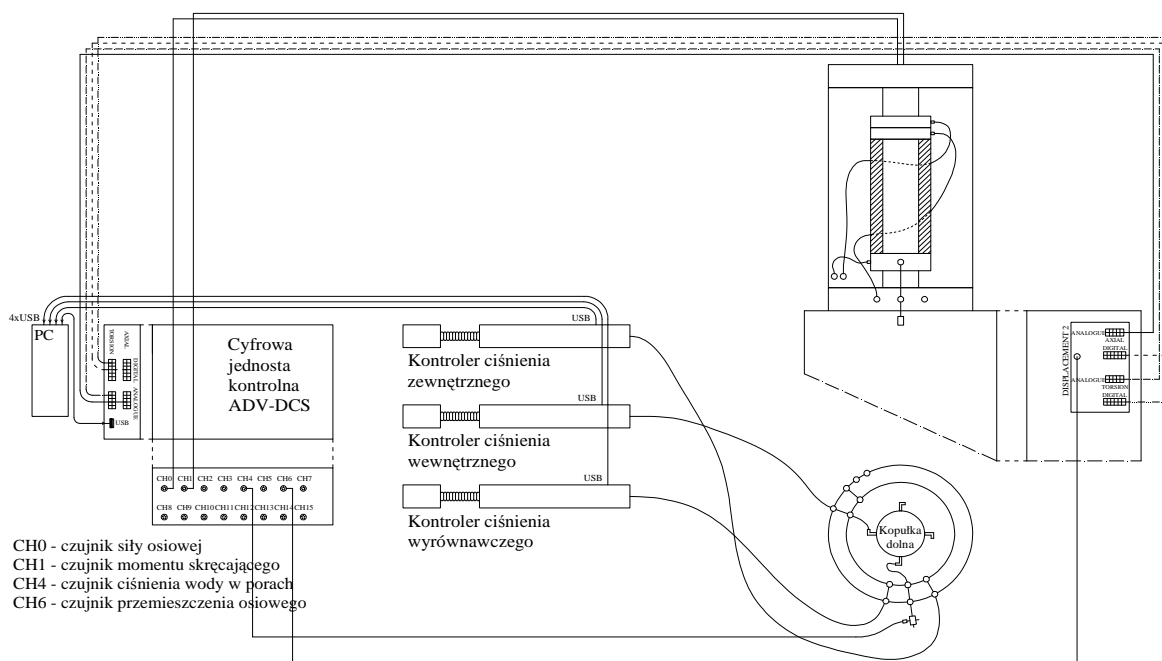 4xUSB
PC
TORSION
AXIAL
DIGITAL
ANALOGUE
USB
Cyfrowa
jednosta
kontrolna
ADV-DCS
CH0 CH1 CH2 CH3 CH4 CH5 CH6 CH7
CH8 CH9 CH10 CH11 CH12 CH13 CH14 CH15
USB
Kontroler ciśnienia
zewnętrznego
USB
Kontroler ciśnienia
wewnętrznego
USB
Kontroler ciśnienia
wyrównawczego
DISPLACEMENT 2
ANALOGUE
AXIAL
DIGITAL
ANALOGUE
TORSION
DIGITAL
Kopułka
dolna
CH0 - czujnik siły osiowej
CH1 - czujnik momentu skręcającego
CH4 - czujnik ciśnienia wody w porach
CH6 - czujnik przemieszczenia osiowego